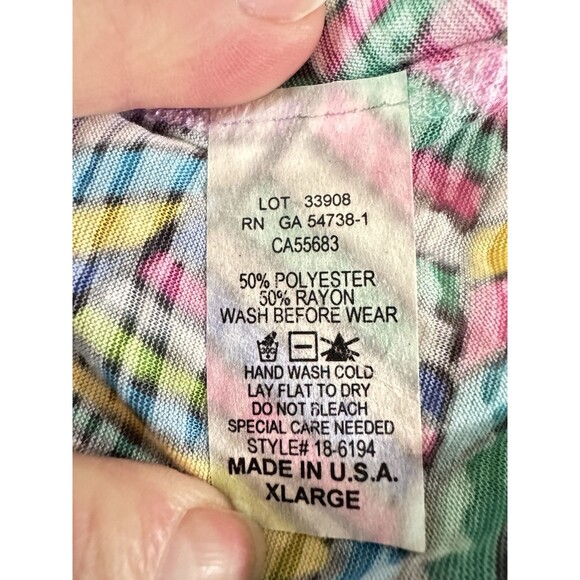 LOT 33908
RN GA 54738-1
CA55683
50% POLYESTER
50% RAYON
WASH BEFORE WEAR
HAND WASH COLD
LAY FLAT TO DRY
DO NOT BLEACH
SPECIAL CARE NEEDED
STYLE# 18-6194
MADE IN U.S.A.
XLARGE